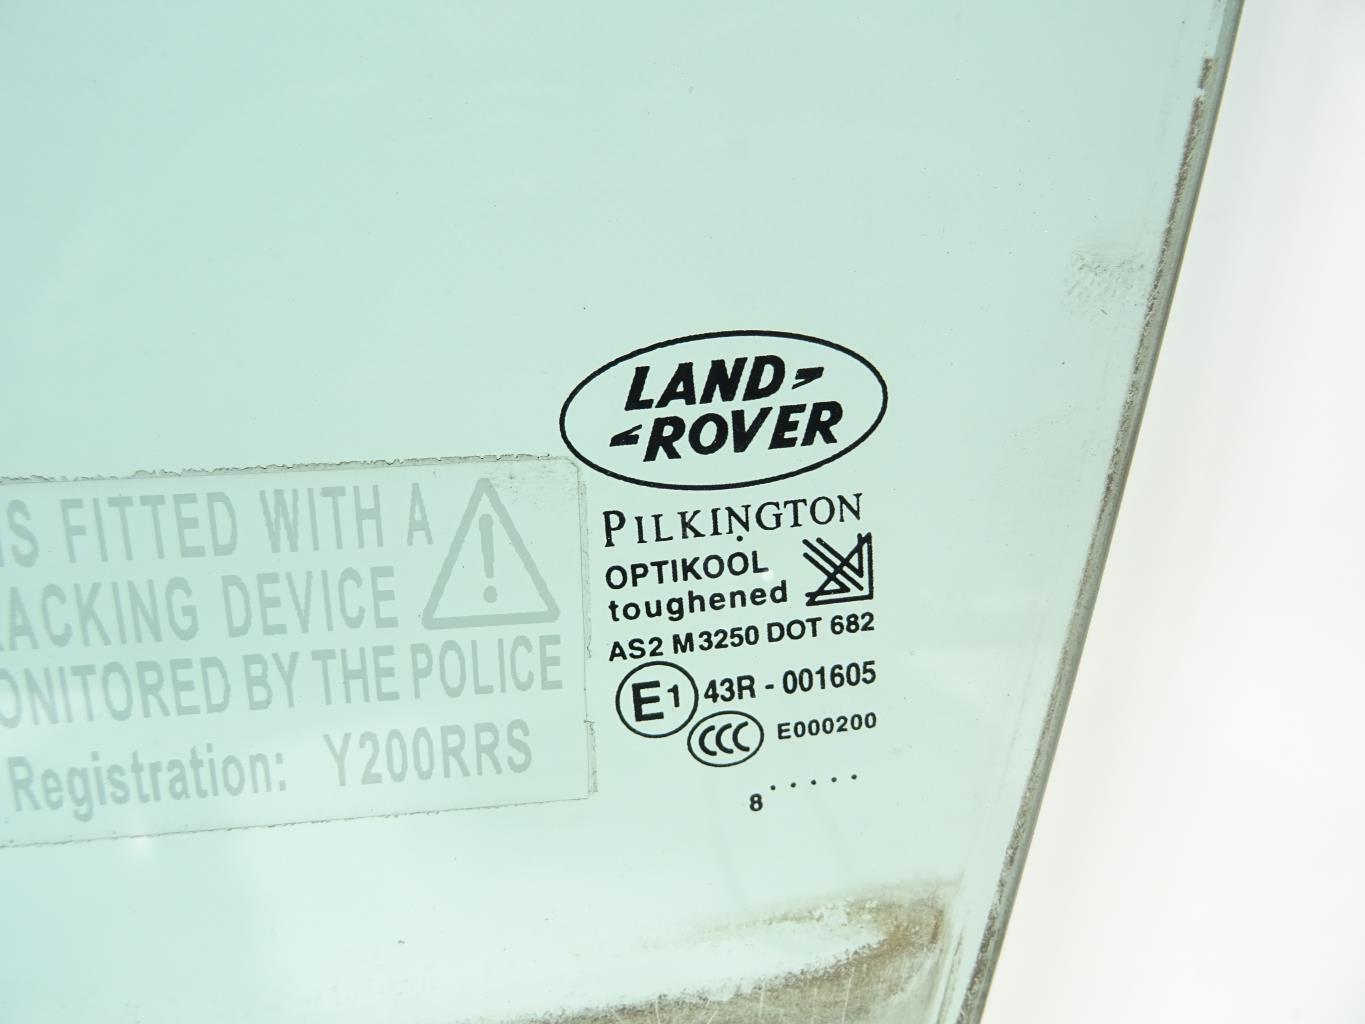 LAND
ROVER
PILKINGTON
OPTIKOOL
toughened
AS2 M3250 DOT 682
E1 43R - 001605
CCC E000200
8 . . . . .
IS FITTED WITH A
RACKING DEVICE
ONITORED BY THE POLICE
Registration: Y200RRS